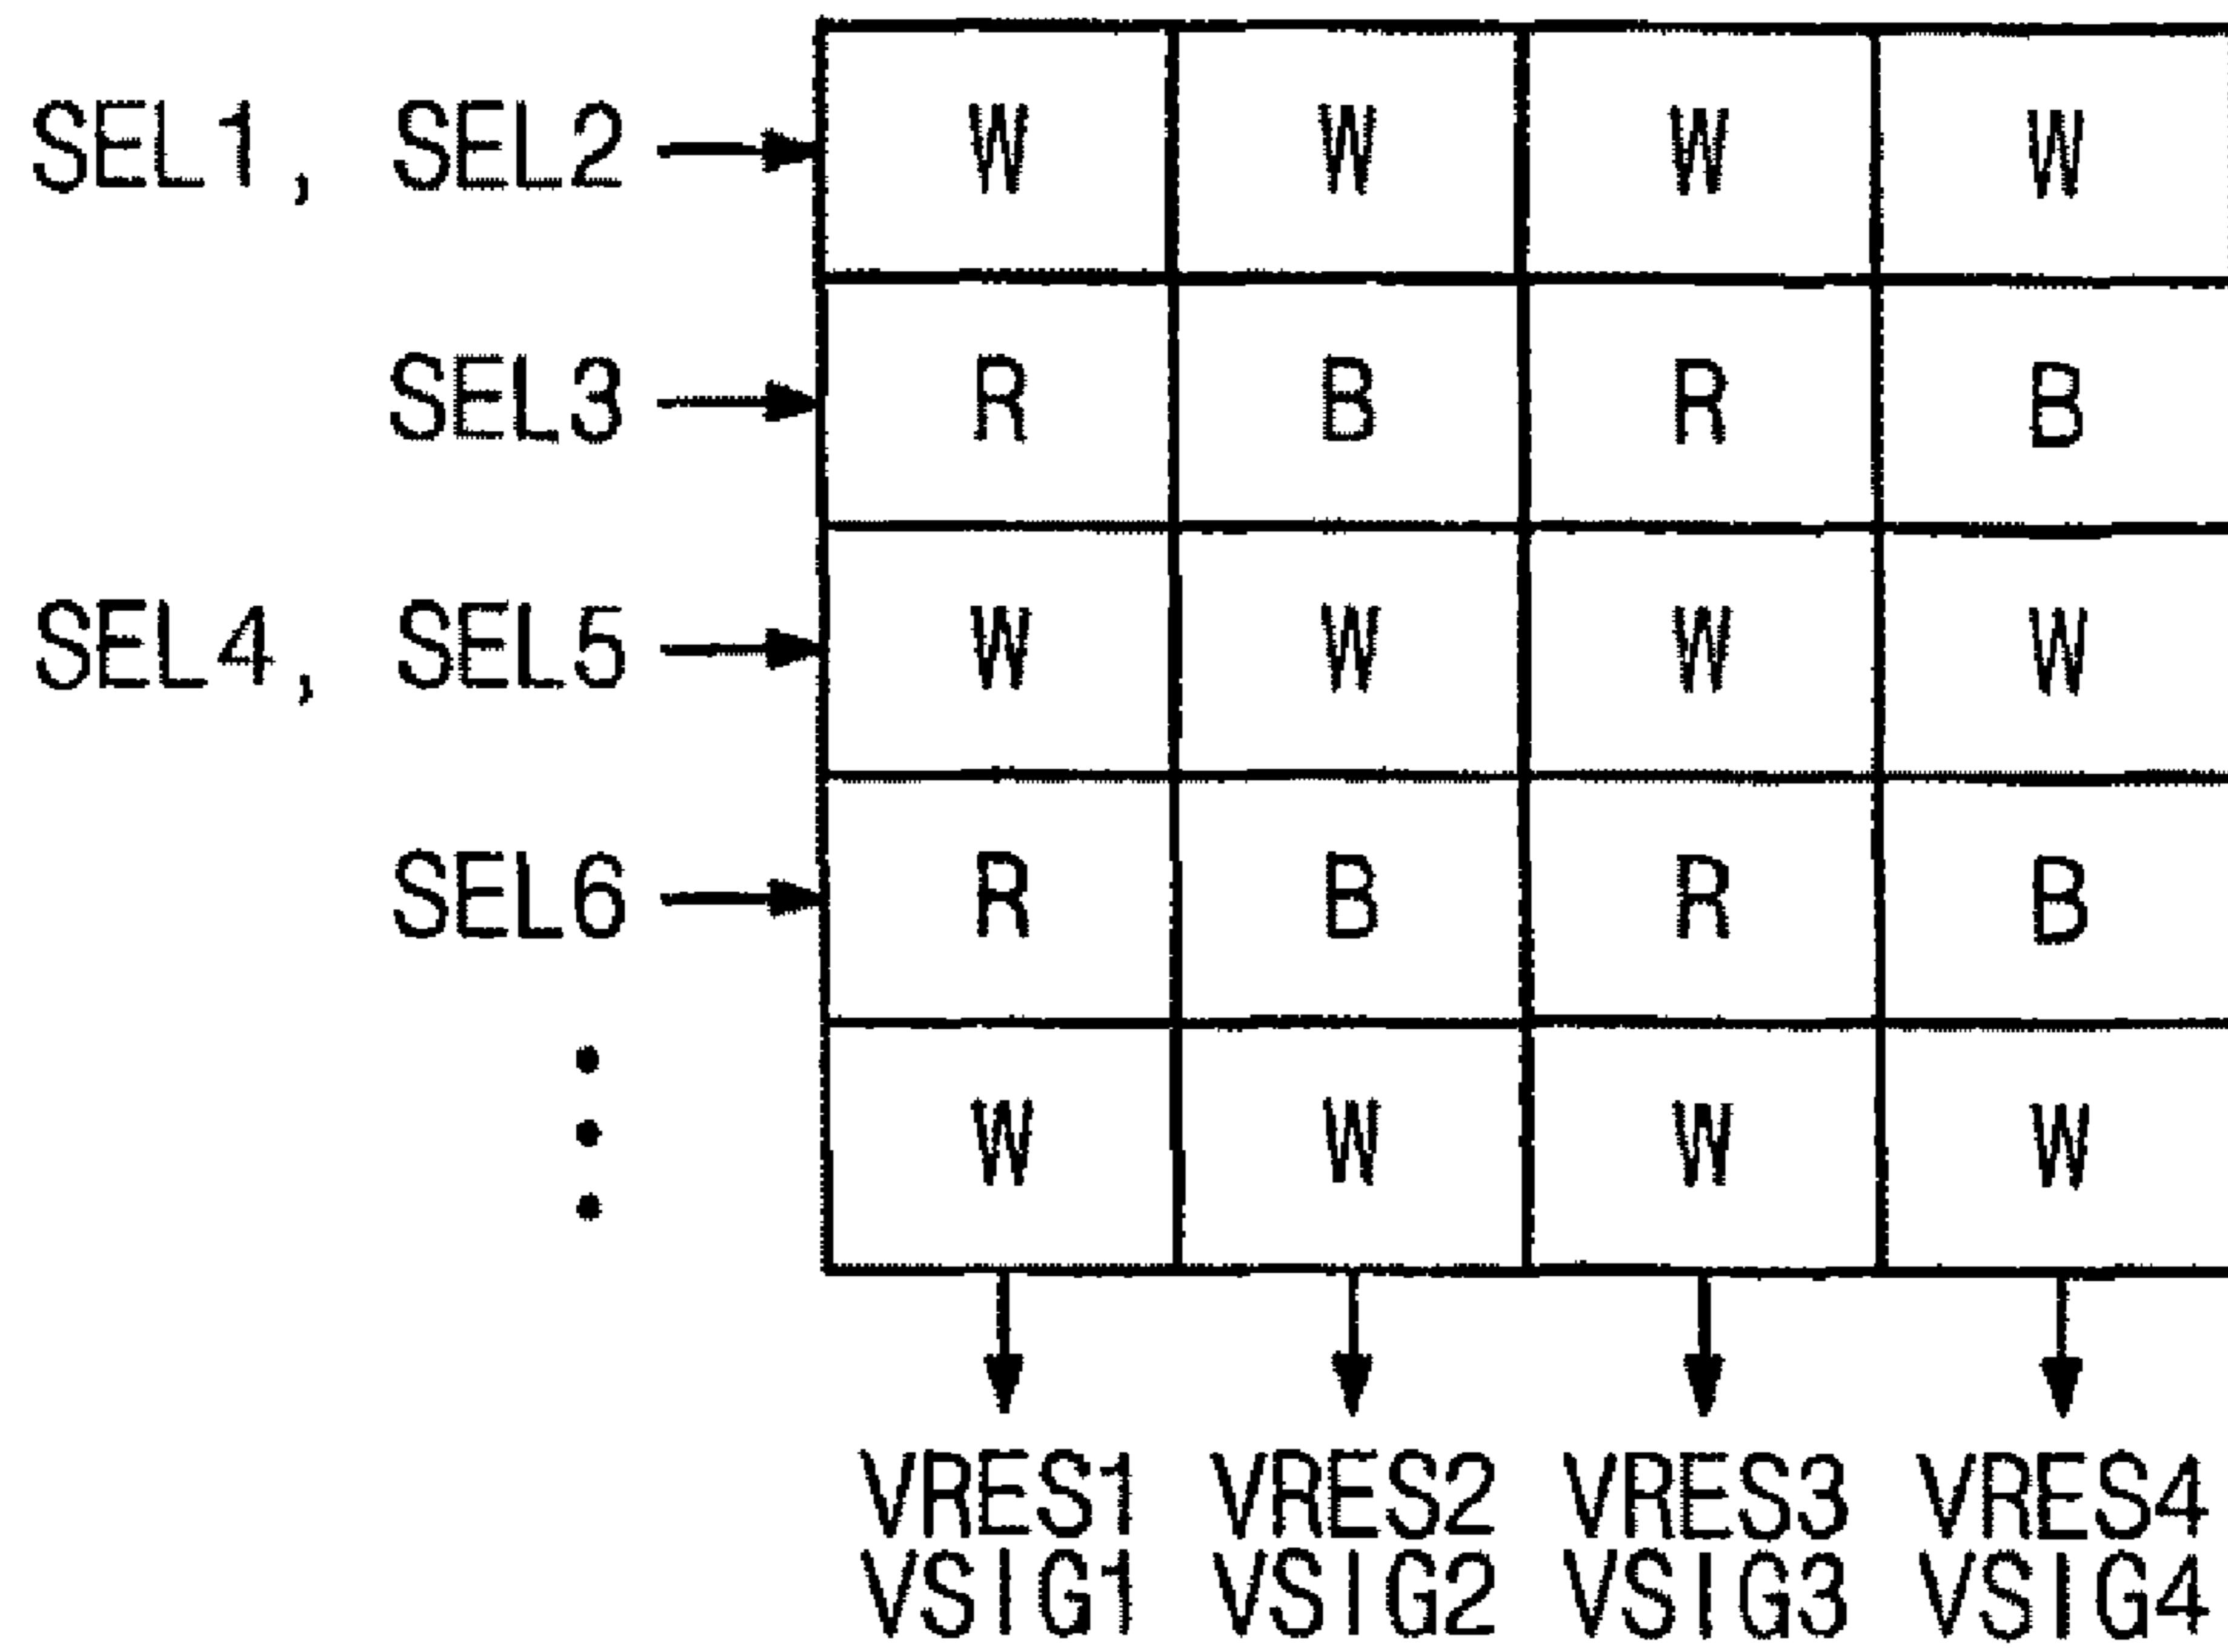 SEL1, SEL2 W W W W
SEL3 R B R B
SEL4, SEL5 W W W W
SEL6 R B R B
W W W W
VRES1 VRES2 VRES3 VRES4
VSIG1 VSIG2 VSIG3 VSIG4